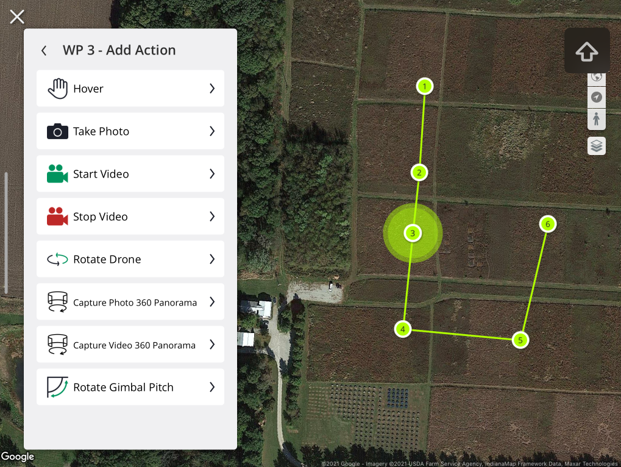 WP 3 - Add Action
Hover
Take Photo
Start Video
Stop Video
Rotate Drone
Capture Photo 360 Panorama
Capture Video 360 Panorama
Rotate Gimbal Pitch
1
2
3
6
4
5
Google
©2021 Google - Imagery ©2021 USDA Farm Service Agency, IndianaMap Framework Data, Maxar Technologies